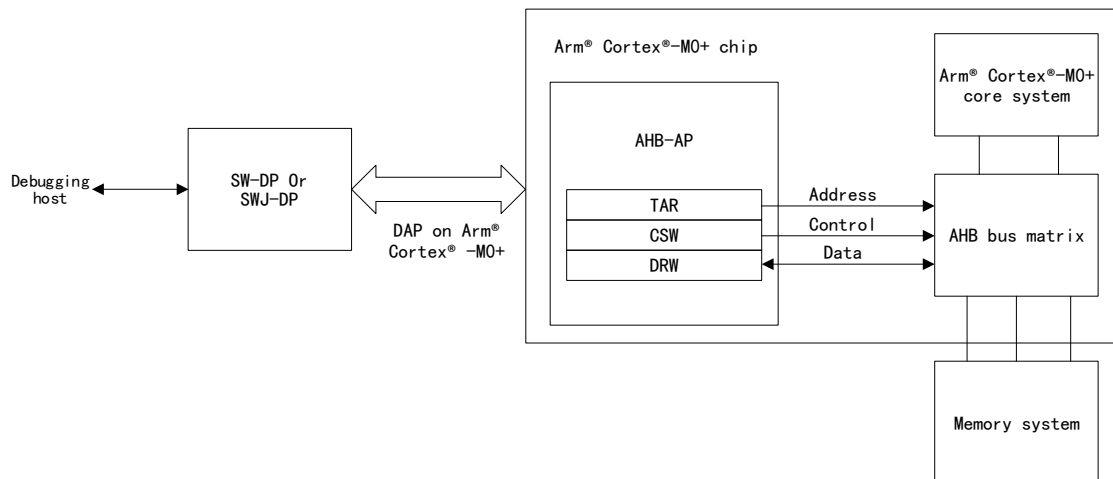 Arm® Cortex®-M0+ chip
Arm® Cortex®-M0+
core system
AHB-AP
Debugging
host
SW-DP Or
SWJ-DP
DAP on Arm®
Cortex® -M0+
TAR
CSW
DRW
Address
Control
Data
AHB bus matrix
Memory system